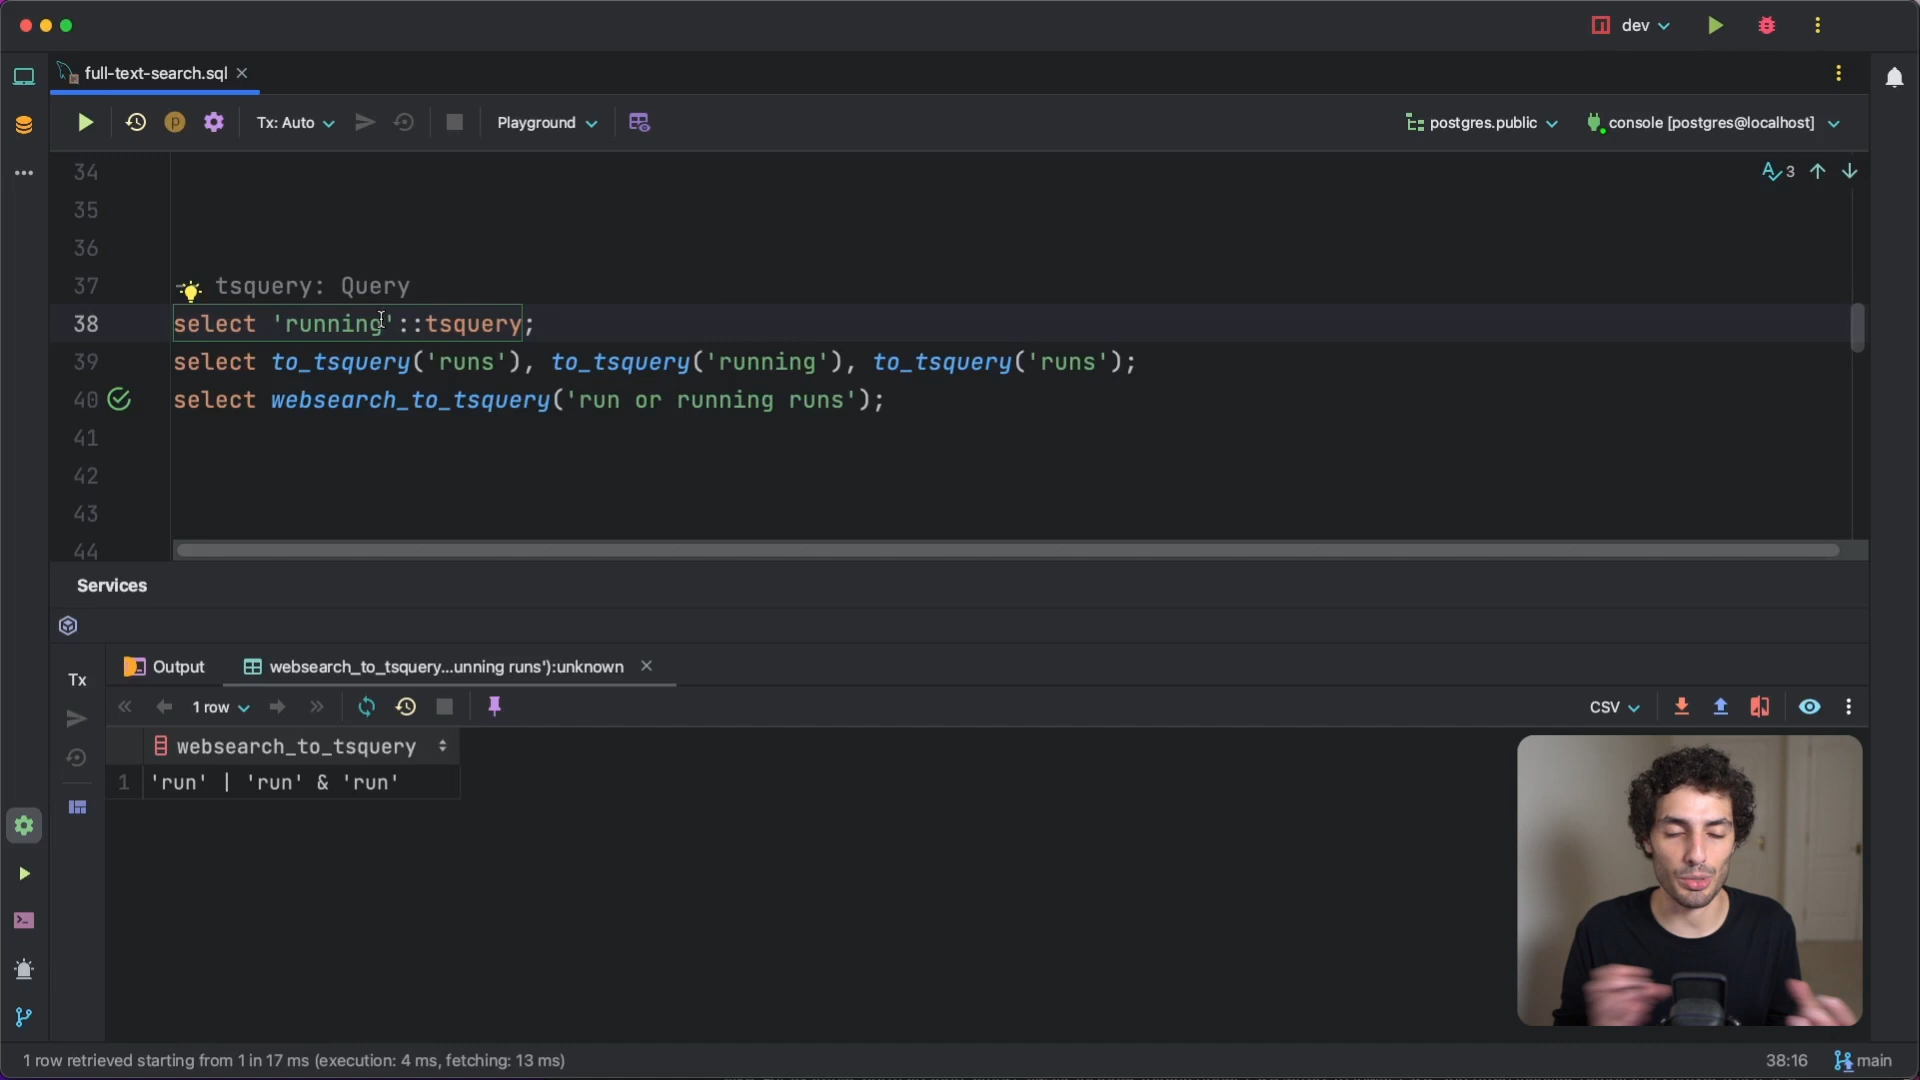 dev
full-text-search.sql
p
Tx: Auto
Playground
postgres.public
console [postgres@localhost]
34
3
35
36
37 tsquery: Query
38 select 'running'::tsquery;
39 select to_tsquery('runs'), to_tsquery('running'), to_tsquery('runs');
40 select websearch_to_tsquery('run or running runs');
41
42
43
44
Services
Tx
Output
websearch_to_tsquery...unning runs'):unknown
1 row
CSV
websearch_to_tsquery
1 'run' | 'run' & 'run'
1 row retrieved starting from 1 in 17 ms (execution: 4 ms, fetching: 13 ms)
38:16
main